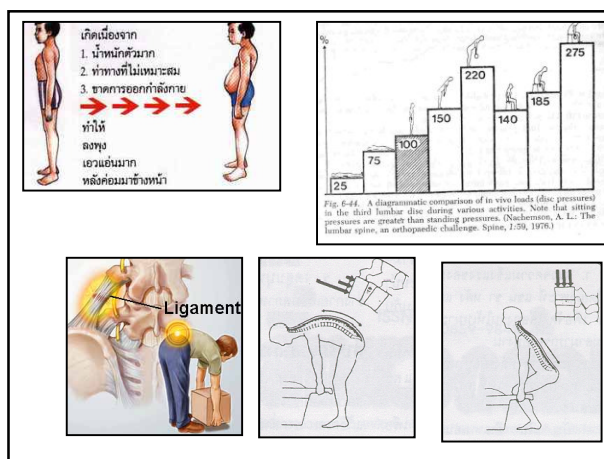 เกิดเนื่องจาก
1. น้ำหนักตัวมาก
2. ท่าทางที่ไม่เหมาะสม
3. ขาดการออกกำลังกาย
ทำให้
ลงพุง
เอวแอ่นมาก
หลังค่อมมาข้างหน้า
%
25
75
100
150
220
140
185
275
Fig. 6-44. A diagrammatic comparison of in vivo loads (disc pressures)
in the third lumbar disc during various activities. Note that sitting
pressures are greater than standing pressures. (Nachemson, A. L.: The
lumbar spine, an orthopaedic challenge. Spine, 1:59, 1976.)
Ligament